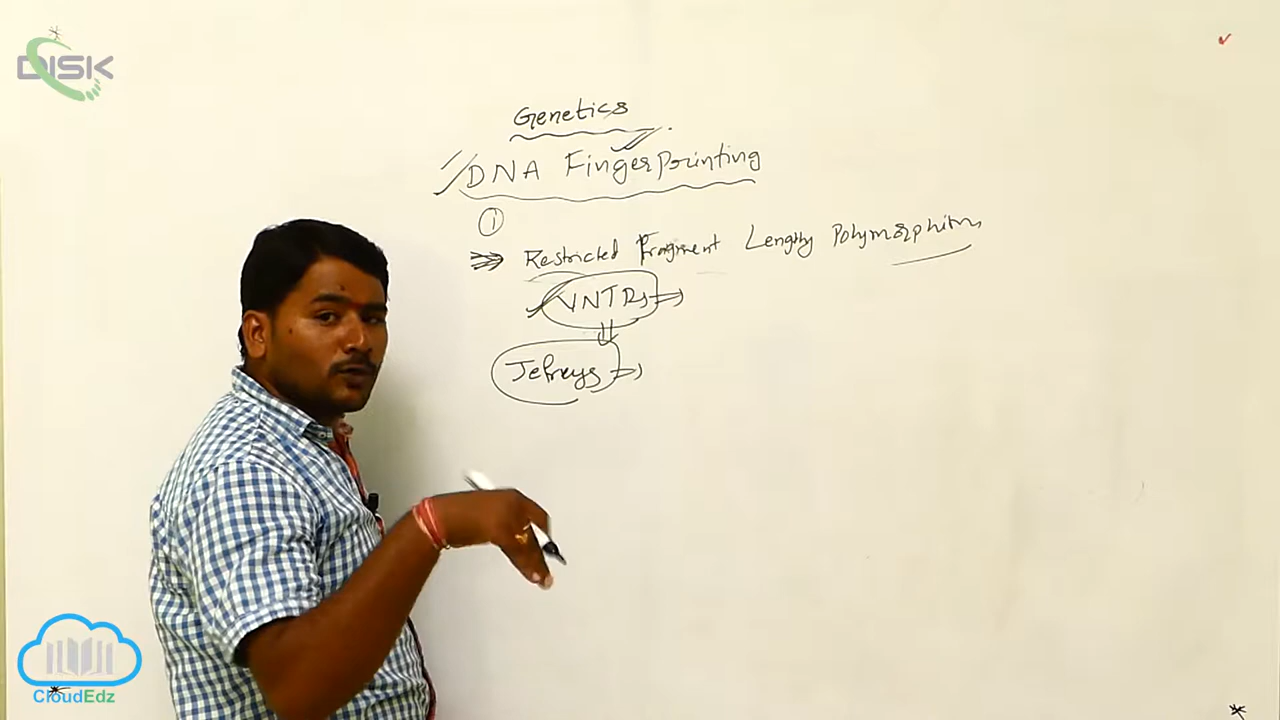 DISK
Genetics
DNA Fingerprinting
①
Restricted Fragment Length Polymorphism
VNTRs
Jefreys
CloudEdz